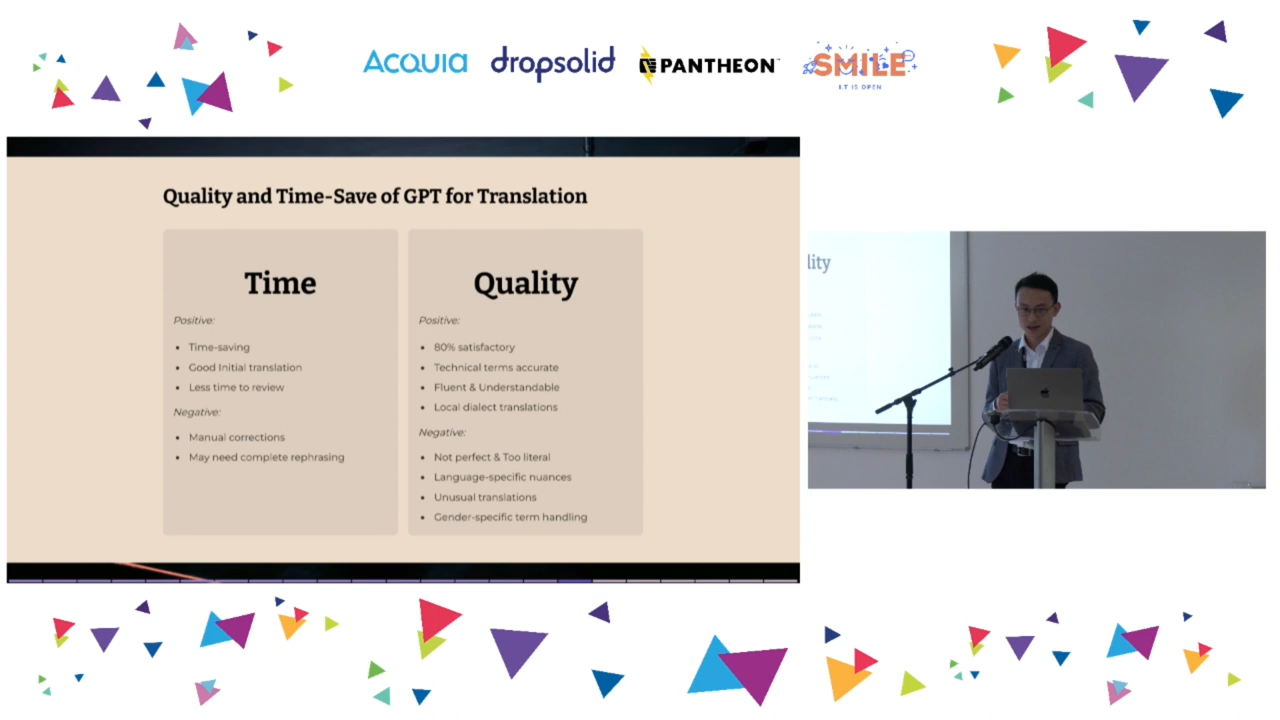 ACQUIA dropsolid PANTHEON SMILE
I.T IS OPEN
Quality and Time-Save of GPT for Translation
Time
Positive:
• Time-saving
• Good Initial translation
• Less time to review
Negative:
• Manual corrections
• May need complete rephrasing
Quality
Positive:
• 80% satisfactory
• Technical terms accurate
• Fluent & Understandable
• Local dialect translations
Negative:
• Not perfect & Too literal
• Language-specific nuances
• Unusual translations
• Gender-specific term handling
lity